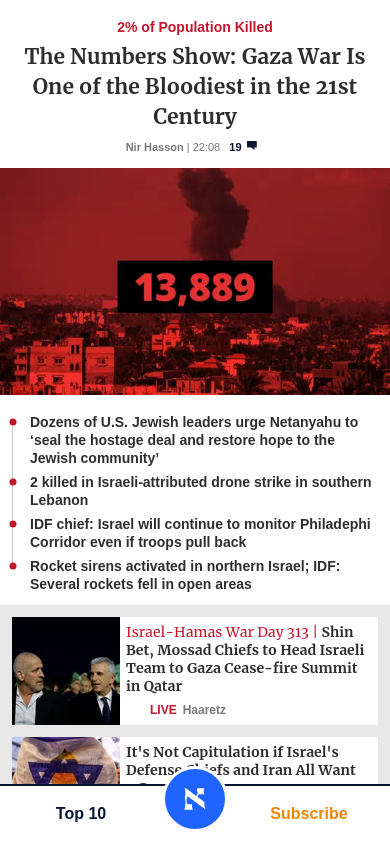 2% of Population Killed
The Numbers Show: Gaza War Is
One of the Bloodiest in the 21st
Century
Nir Hasson | 22:08 19
13,889
Dozens of U.S. Jewish leaders urge Netanyahu to
‘seal the hostage deal and restore hope to the
Jewish community’
2 killed in Israeli-attributed drone strike in southern
Lebanon
IDF chief: Israel will continue to monitor Philadephi
Corridor even if troops pull back
Rocket sirens activated in northern Israel; IDF:
Several rockets fell in open areas
Israel-Hamas War Day 313 | Shin
Bet, Mossad Chiefs to Head Israeli
Team to Gaza Cease-fire Summit
in Qatar
LIVE Haaretz
It's Not Capitulation if Israel's
Defense Chiefs and Iran All Want
Top 10
א
Subscribe